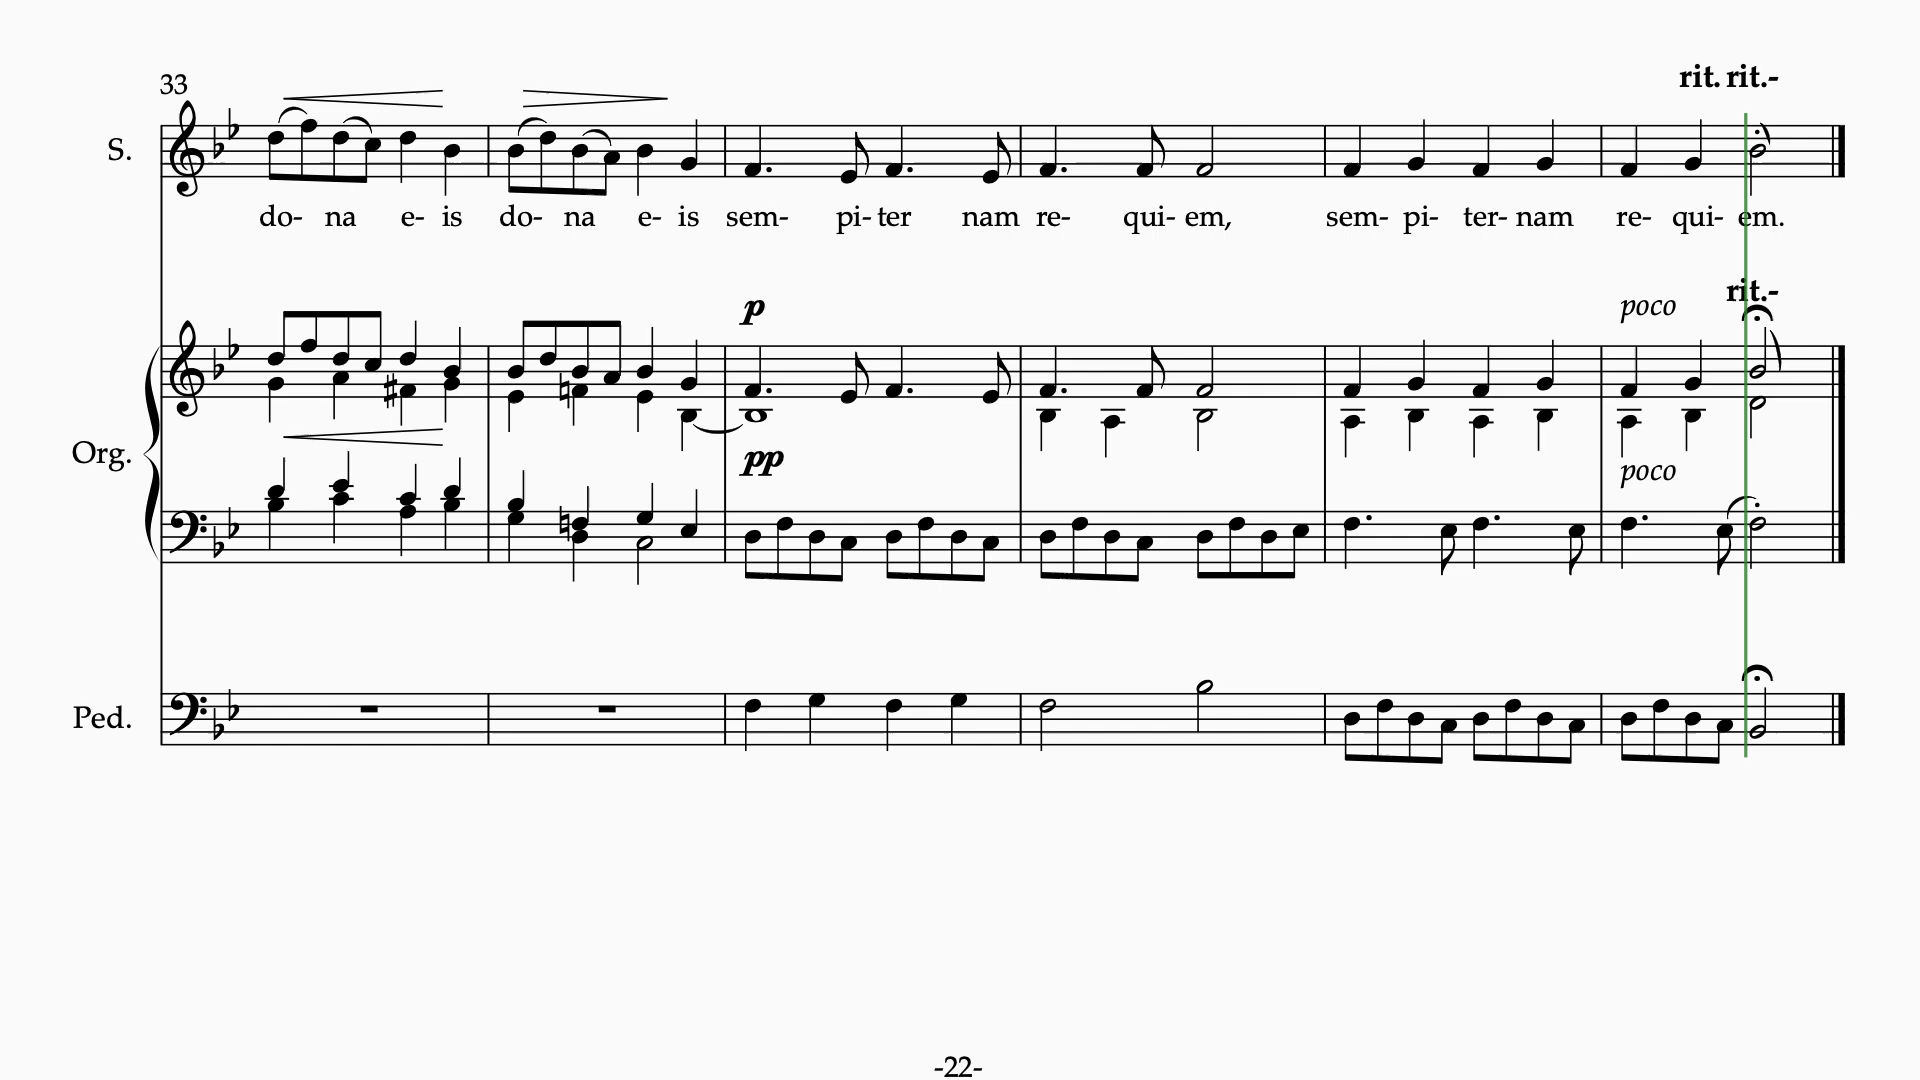 33
rit. rit.-
S.
do- na e- is do- na e- is sem- pi- ter nam re- qui- em, sem- pi- ter- nam re- qui- em.
rit.-
p poco
Org.
pp poco
Ped.
-22-